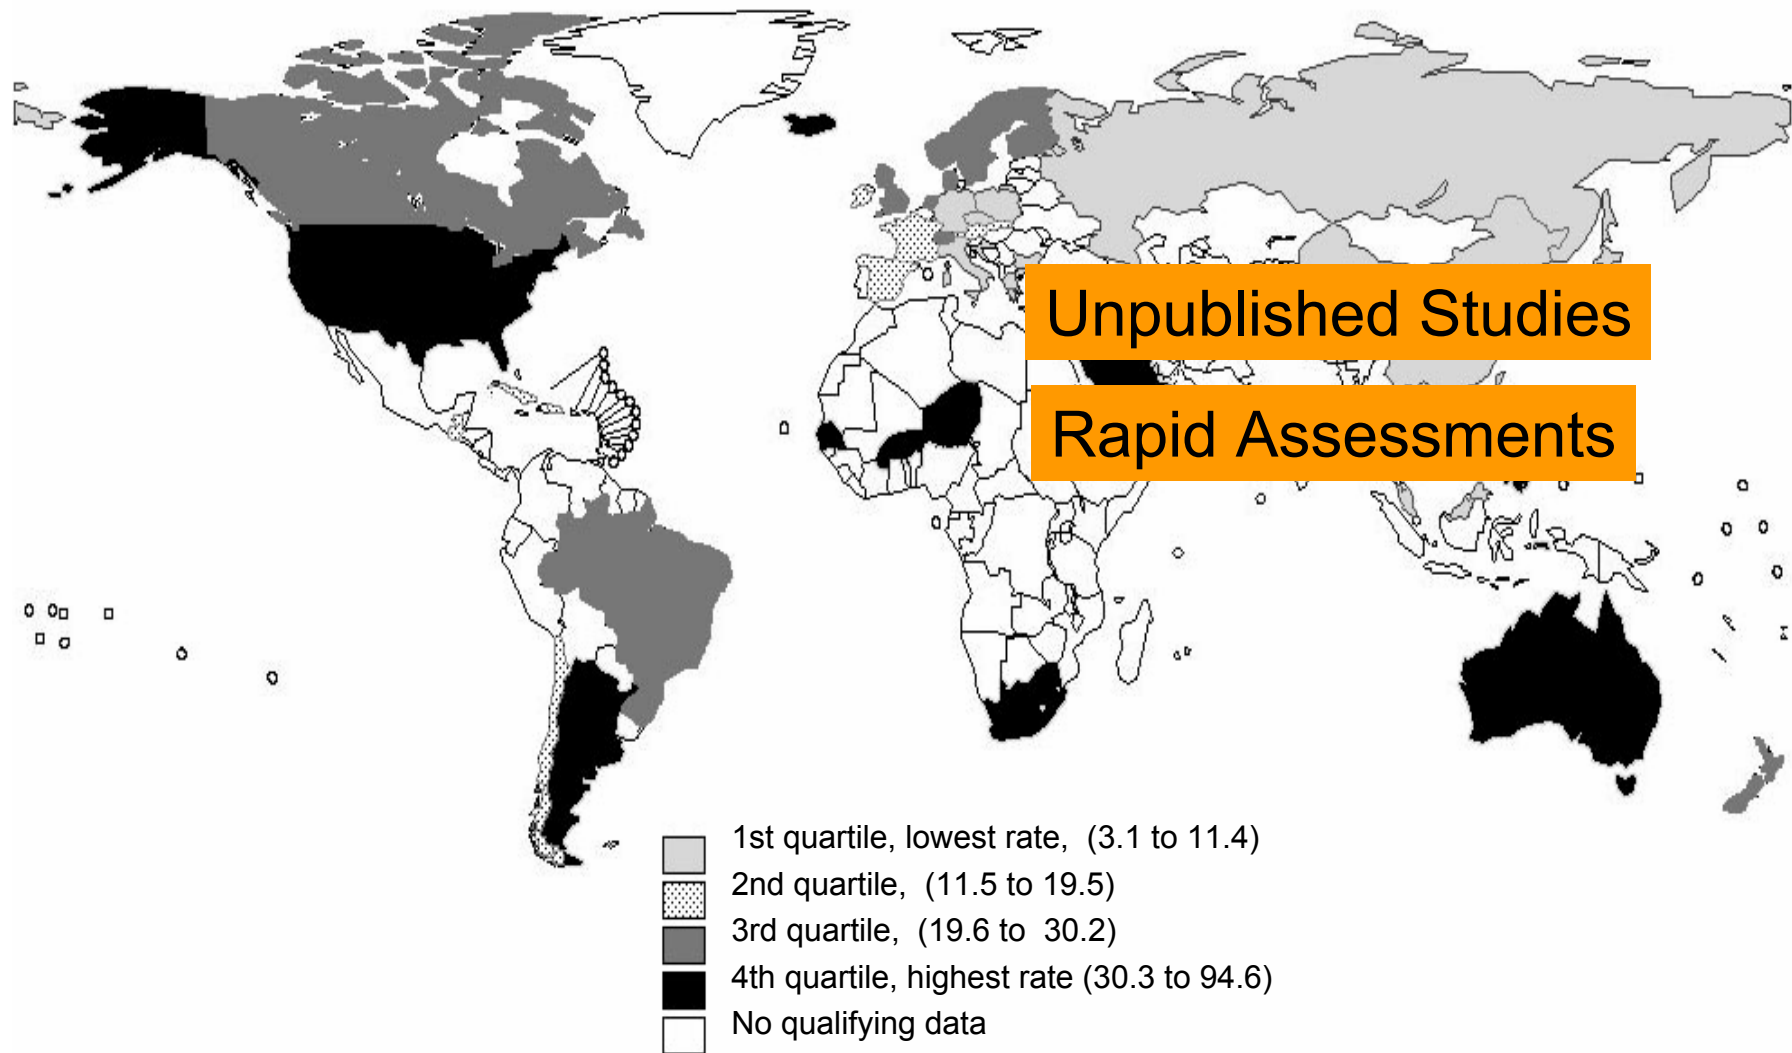 Unpublished Studies
Rapid Assessments
1st quartile, lowest rate, (3.1 to 11.4)
2nd quartile, (11.5 to 19.5)
3rd quartile, (19.6 to 30.2)
4th quartile, highest rate (30.3 to 94.6)
No qualifying data